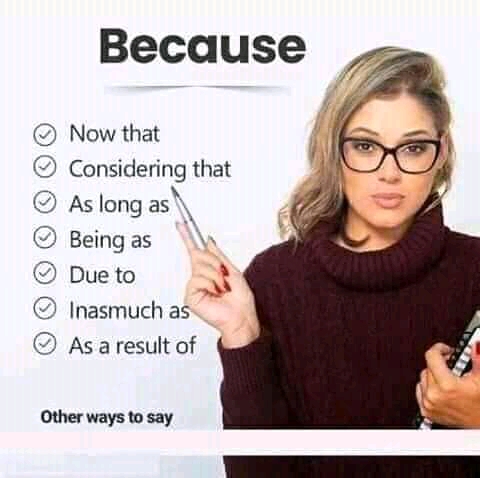 Because
Now that
Considering that
As long as
Being as
Due to
Inasmuch as
As a result of
Other ways to say